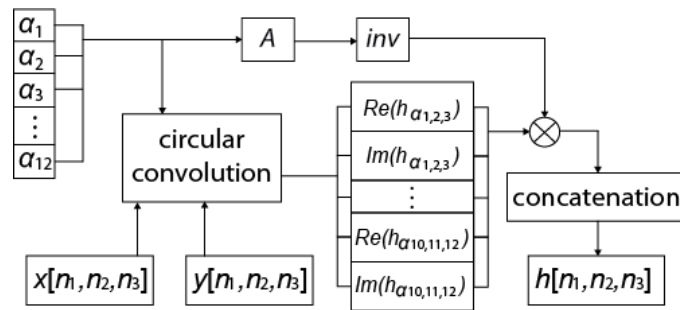 α₁
α₂
α₃
⋮
α₁₂
A
inv
circular
convolution
x[n₁,n₂,n₃]
y[n₁,n₂,n₃]
Re(hα₁,₂,₃)
Im(hα₁,₂,₃)
⋮
Re(hα₁₀,₁₁,₁₂)
Im(hα₁₀,₁₁,₁₂)
concatenation
h[n₁,n₂,n₃]